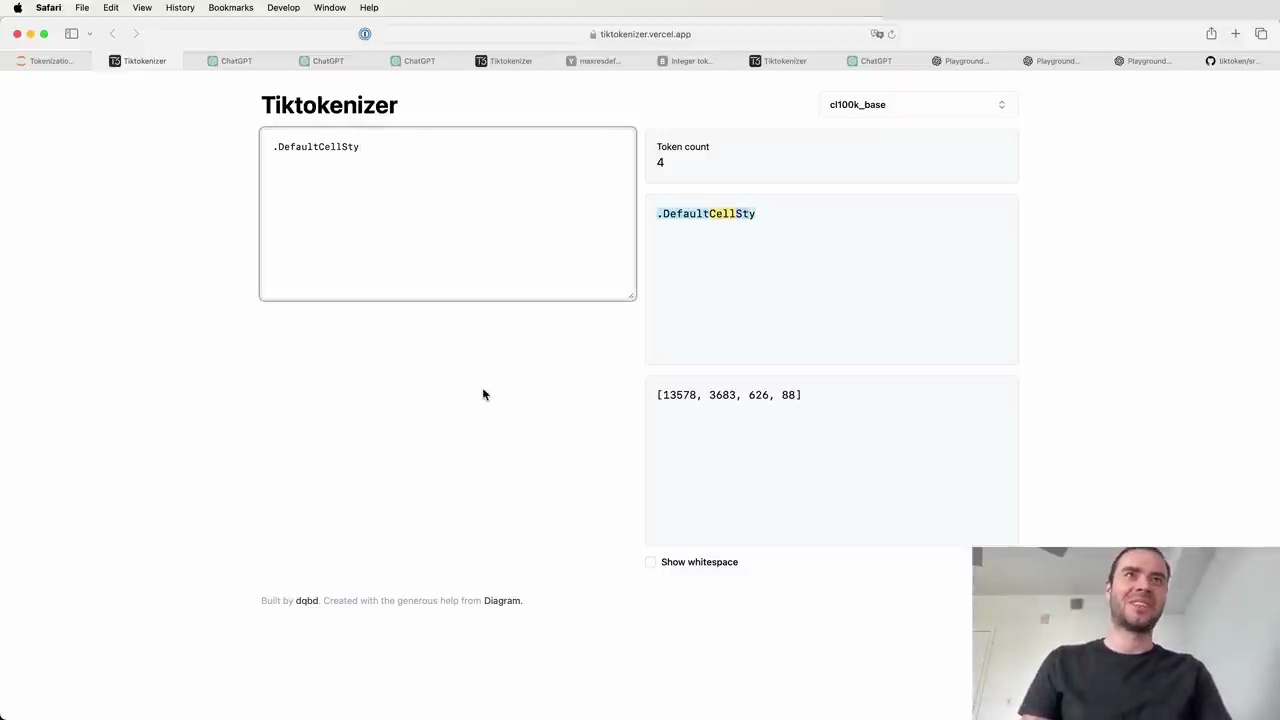 Safari File Edit View History Bookmarks Develop Window Help
tiktokenizer.vercel.app
Tokenizatio... Tiktokenizer ChatGPT ChatGPT ChatGPT Tiktokenizer maxresdef... Integer tok... Tiktokenizer ChatGPT Playground... Playground... Playground... tiktoken/sr...
Tiktokenizer
cl100k_base
.DefaultCellSty
Token count
4
.DefaultCellSty
[13578, 3683, 626, 88]
Show whitespace
Built by dqbd. Created with the generous help from Diagram.